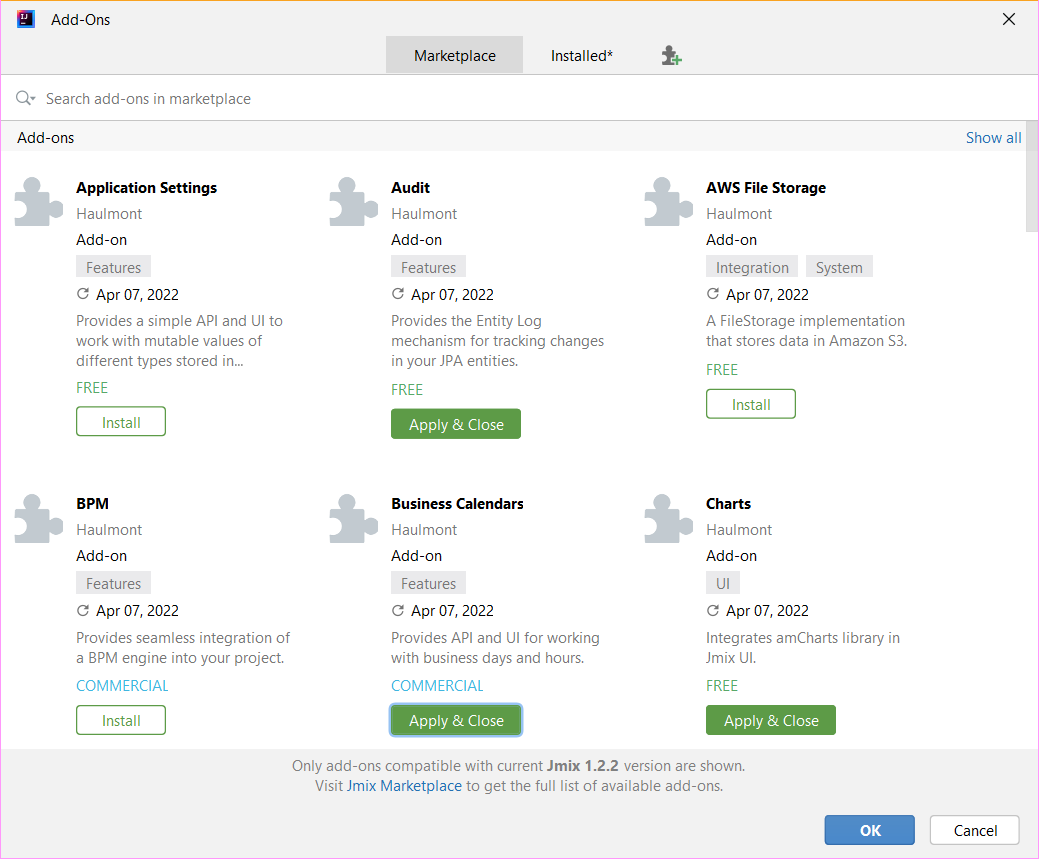 Add-Ons
Marketplace
Installed*
Search add-ons in marketplace
Add-ons
Show all
Application Settings
Haulmont
Add-on
Features
Apr 07, 2022
Provides a simple API and UI to
work with mutable values of
different types stored in...
FREE
Install
Audit
Haulmont
Add-on
Features
Apr 07, 2022
Provides the Entity Log
mechanism for tracking changes
in your JPA entities.
FREE
Apply & Close
AWS File Storage
Haulmont
Add-on
Integration System
Apr 07, 2022
A FileStorage implementation
that stores data in Amazon S3.
FREE
Install
BPM
Haulmont
Add-on
Features
Apr 07, 2022
Provides seamless integration of
a BPM engine into your project.
COMMERCIAL
Install
Business Calendars
Haulmont
Add-on
Features
Apr 07, 2022
Provides API and UI for working
with business days and hours.
COMMERCIAL
Apply & Close
Charts
Haulmont
Add-on
UI
Apr 07, 2022
Integrates amCharts library in
Jmix UI.
FREE
Apply & Close
Only add-ons compatible with current Jmix 1.2.2 version are shown.
Visit Jmix Marketplace to get the full list of available add-ons.
OK
Cancel